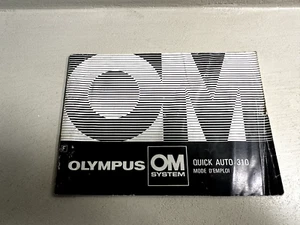 OM
OLYMPUS
OM
SYSTEM
QUICK AUTO 310
MODE D'EMPLOI